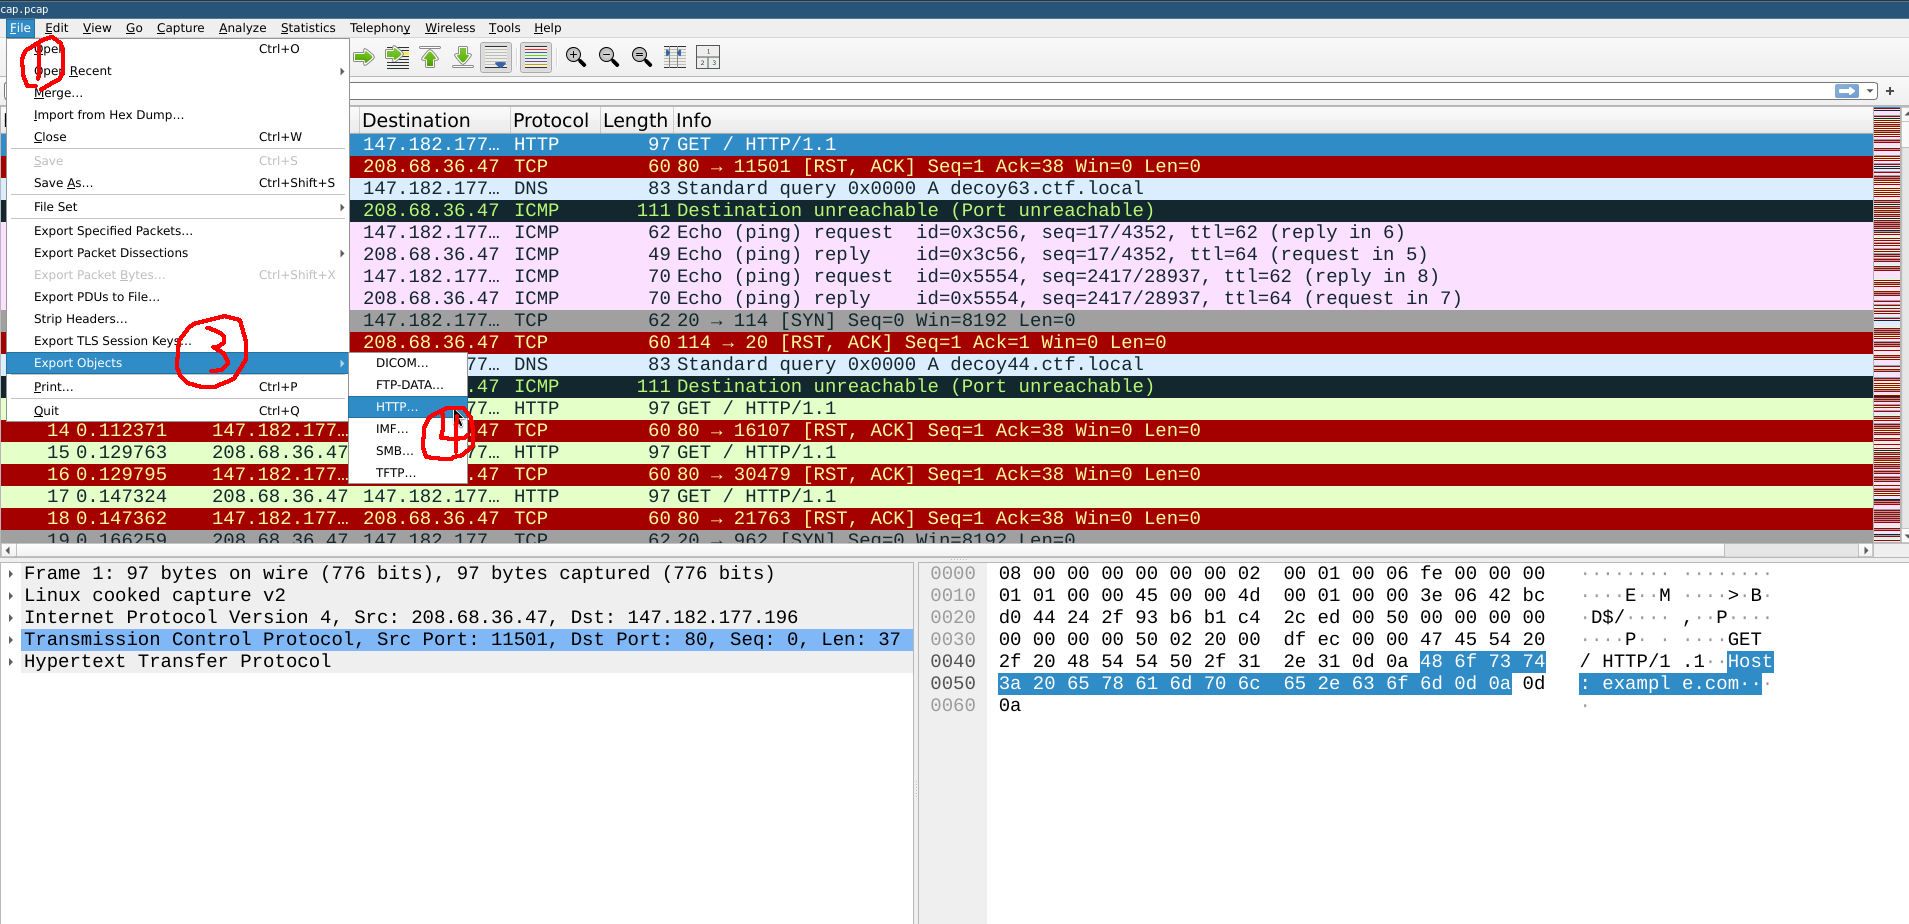 cap.pcap
File Edit View Go Capture Analyze Statistics Telephony Wireless Tools Help
Open Ctrl+O
Open Recent
Merge...
Import from Hex Dump...
Close Ctrl+W
Save Ctrl+S
Save As... Ctrl+Shift+S
File Set
Export Specified Packets...
Export Packet Dissections
Export Packet Bytes... Ctrl+Shift+X
Export PDUs to File...
Strip Headers...
Export TLS Session Keys...
Export Objects
Print... Ctrl+P
Quit Ctrl+Q
1
3
4
DICOM...
FTP-DATA...
HTTP...
IMF...
SMB...
TFTP...
Destination Protocol Length Info
147.182.177... HTTP 97 GET / HTTP/1.1
208.68.36.47 TCP 60 80 → 11501 [RST, ACK] Seq=1 Ack=38 Win=0 Len=0
147.182.177... DNS 83 Standard query 0x0000 A decoy63.ctf.local
208.68.36.47 ICMP 111 Destination unreachable (Port unreachable)
147.182.177... ICMP 62 Echo (ping) request id=0x3c56, seq=17/4352, ttl=62 (reply in 6)
208.68.36.47 ICMP 49 Echo (ping) reply id=0x3c56, seq=17/4352, ttl=64 (request in 5)
147.182.177... ICMP 70 Echo (ping) request id=0x5554, seq=2417/28937, ttl=62 (reply in 8)
208.68.36.47 ICMP 70 Echo (ping) reply id=0x5554, seq=2417/28937, ttl=64 (request in 7)
147.182.177... TCP 62 20 → 114 [SYN] Seq=0 Win=8192 Len=0
208.68.36.47 TCP 60 114 → 20 [RST, ACK] Seq=1 Ack=1 Win=0 Len=0
77... DNS 83 Standard query 0x0000 A decoy44.ctf.local
.47 ICMP 111 Destination unreachable (Port unreachable)
77... HTTP 97 GET / HTTP/1.1
14 0.112371 147.182.177... .47 TCP 60 80 → 16107 [RST, ACK] Seq=1 Ack=38 Win=0 Len=0
15 0.129763 208.68.36.47 77... HTTP 97 GET / HTTP/1.1
16 0.129795 147.182.177... .47 TCP 60 80 → 30479 [RST, ACK] Seq=1 Ack=38 Win=0 Len=0
17 0.147324 208.68.36.47 147.182.177... HTTP 97 GET / HTTP/1.1
18 0.147362 147.182.177... 208.68.36.47 TCP 60 80 → 21763 [RST, ACK] Seq=1 Ack=38 Win=0 Len=0
19 0.166259 208.68.36.47 147.182.177... TCP 62 20 → 962 [SYN] Seq=0 Win=8192 Len=0
Frame 1: 97 bytes on wire (776 bits), 97 bytes captured (776 bits)
Linux cooked capture v2
Internet Protocol Version 4, Src: 208.68.36.47, Dst: 147.182.177.196
Transmission Control Protocol, Src Port: 11501, Dst Port: 80, Seq: 0, Len: 37
Hypertext Transfer Protocol
0000 08 00 00 00 00 00 00 02 00 01 00 06 fe 00 00 00 ········ ········
0010 01 01 00 00 45 00 00 4d 00 01 00 00 3e 06 42 bc ····E··M ····>·B·
0020 d0 44 24 2f 93 b6 b1 c4 2c ed 00 50 00 00 00 00 ·D$/···· ,··P····
0030 00 00 00 00 50 02 20 00 df ec 00 00 47 45 54 20 ····P· · ····GET
0040 2f 20 48 54 54 50 2f 31 2e 31 0d 0a 48 6f 73 74 / HTTP/1 .1··Host
0050 3a 20 65 78 61 6d 70 6c 65 2e 63 6f 6d 0d 0a 0d : exampl e.com···
0060 0a ·